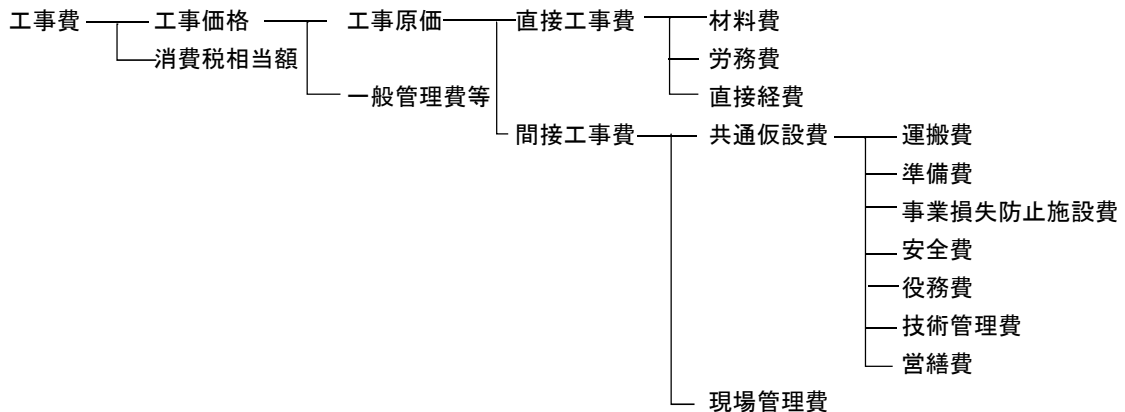 工事費 工事価格 工事原価 直接工事費 材料費
消費税相当額 労務費
一般管理費等 直接経費
間接工事費 共通仮設費 運搬費
準備費
事業損失防止施設費
安全費
役務費
技術管理費
営繕費
現場管理費